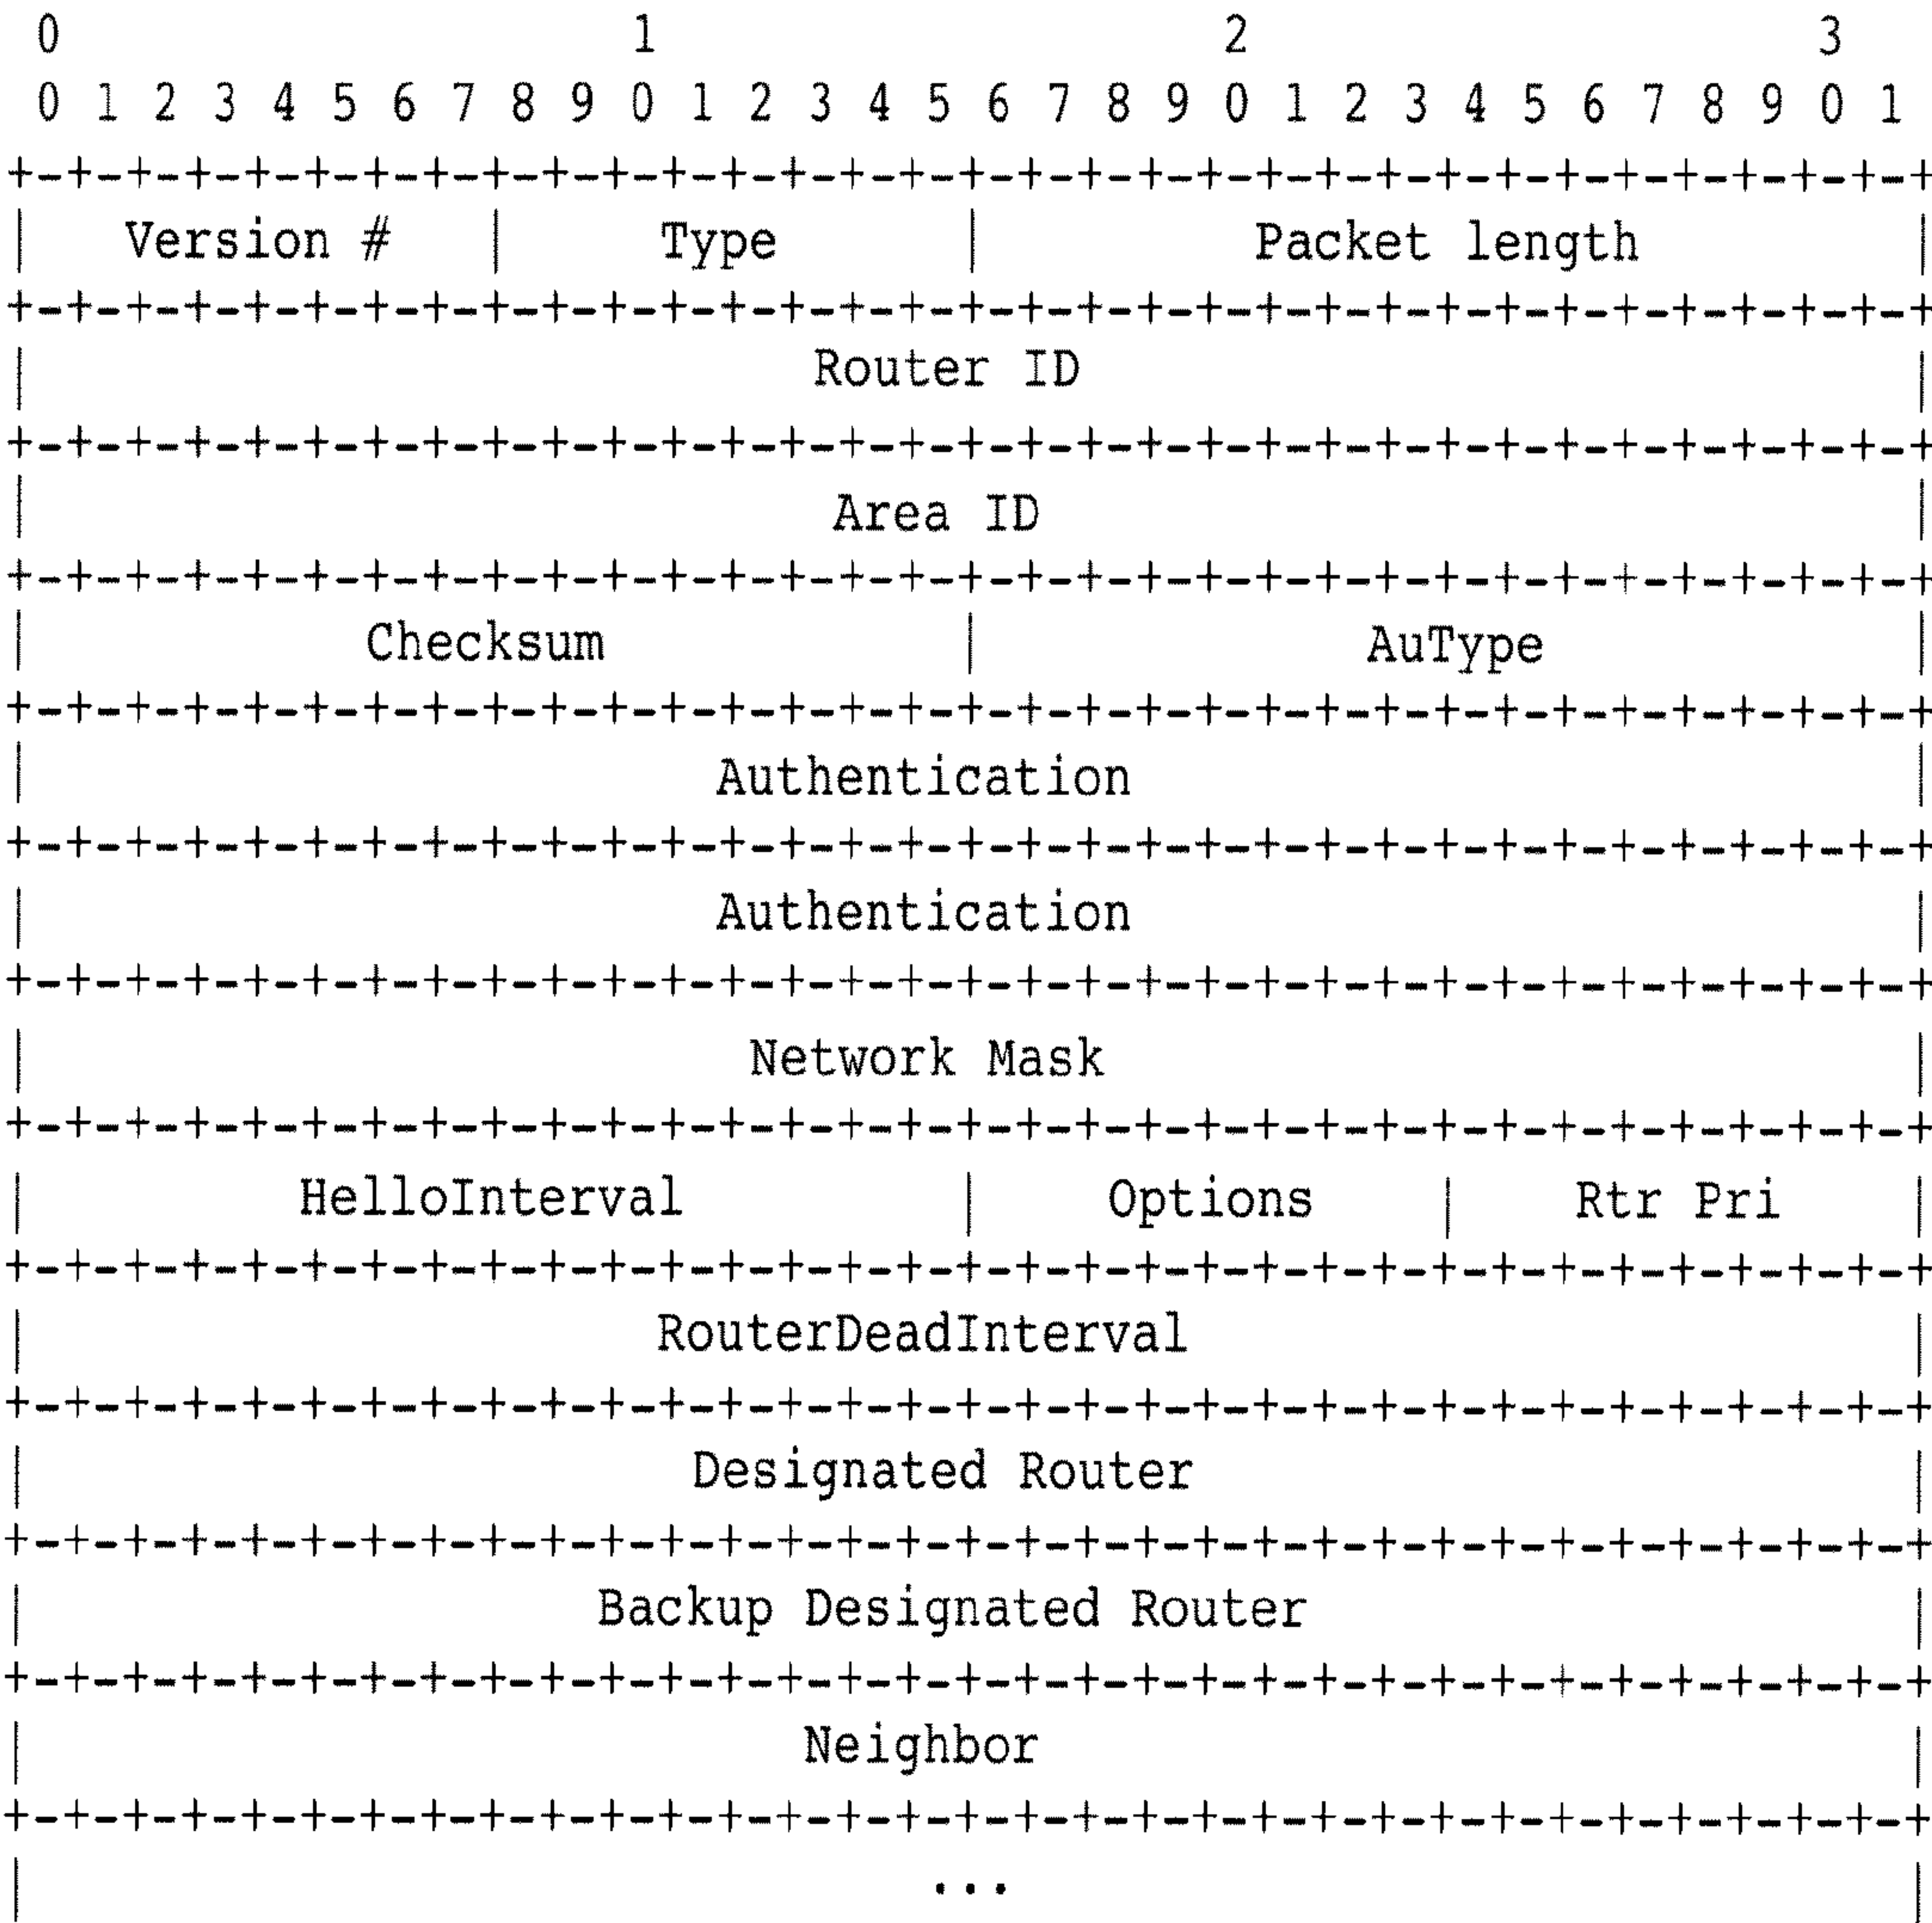 0                   1                   2                   3
0 1 2 3 4 5 6 7 8 9 0 1 2 3 4 5 6 7 8 9 0 1 2 3 4 5 6 7 8 9 0 1
+-+-+-+-+-+-+-+-+-+-+-+-+-+-+-+-+-+-+-+-+-+-+-+-+-+-+-+-+-+-+-+-+
| Version # | Type | Packet length |
+-+-+-+-+-+-+-+-+-+-+-+-+-+-+-+-+-+-+-+-+-+-+-+-+-+-+-+-+-+-+-+-+
| Router ID |
+-+-+-+-+-+-+-+-+-+-+-+-+-+-+-+-+-+-+-+-+-+-+-+-+-+-+-+-+-+-+-+-+
| Area ID |
+-+-+-+-+-+-+-+-+-+-+-+-+-+-+-+-+-+-+-+-+-+-+-+-+-+-+-+-+-+-+-+-+
| Checksum | AuType |
+-+-+-+-+-+-+-+-+-+-+-+-+-+-+-+-+-+-+-+-+-+-+-+-+-+-+-+-+-+-+-+-+
| Authentication |
+-+-+-+-+-+-+-+-+-+-+-+-+-+-+-+-+-+-+-+-+-+-+-+-+-+-+-+-+-+-+-+-+
| Authentication |
+-+-+-+-+-+-+-+-+-+-+-+-+-+-+-+-+-+-+-+-+-+-+-+-+-+-+-+-+-+-+-+-+
| Network Mask |
+-+-+-+-+-+-+-+-+-+-+-+-+-+-+-+-+-+-+-+-+-+-+-+-+-+-+-+-+-+-+-+-+
| HelloInterval | Options | Rtr Pri |
+-+-+-+-+-+-+-+-+-+-+-+-+-+-+-+-+-+-+-+-+-+-+-+-+-+-+-+-+-+-+-+-+
| RouterDeadInterval |
+-+-+-+-+-+-+-+-+-+-+-+-+-+-+-+-+-+-+-+-+-+-+-+-+-+-+-+-+-+-+-+-+
| Designated Router |
+-+-+-+-+-+-+-+-+-+-+-+-+-+-+-+-+-+-+-+-+-+-+-+-+-+-+-+-+-+-+-+-+
| Backup Designated Router |
+-+-+-+-+-+-+-+-+-+-+-+-+-+-+-+-+-+-+-+-+-+-+-+-+-+-+-+-+-+-+-+-+
| Neighbor |
+-+-+-+-+-+-+-+-+-+-+-+-+-+-+-+-+-+-+-+-+-+-+-+-+-+-+-+-+-+-+-+-+
| ... |